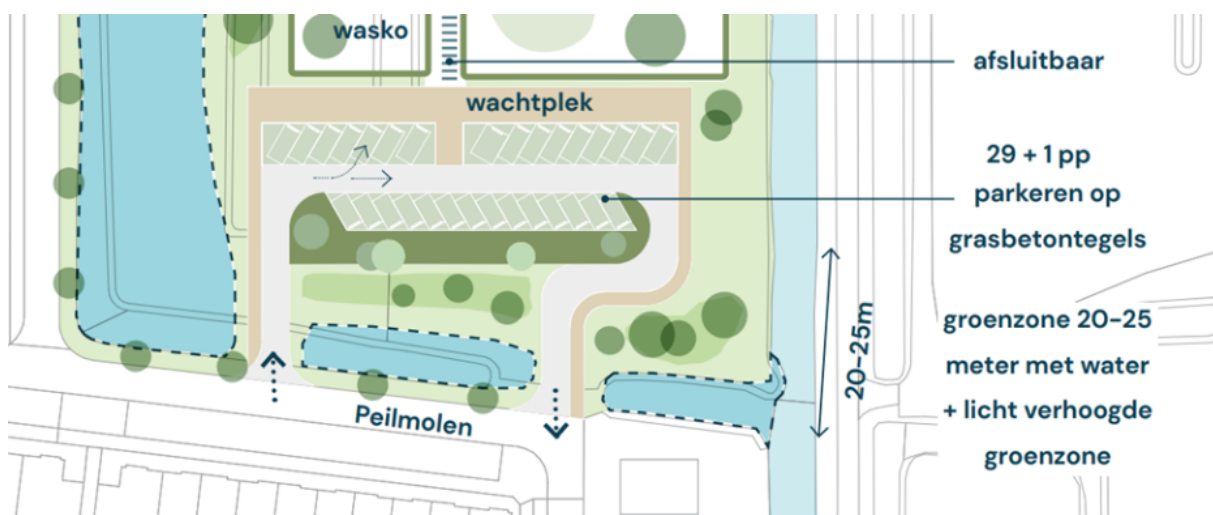 wasko
afsluitbaar
wachtplek
29 + 1 pp
parkeren op
grasbetontegels
20-25m
groenzone 20-25
meter met water
+ licht verhoogde
groenzone
Peilmolen